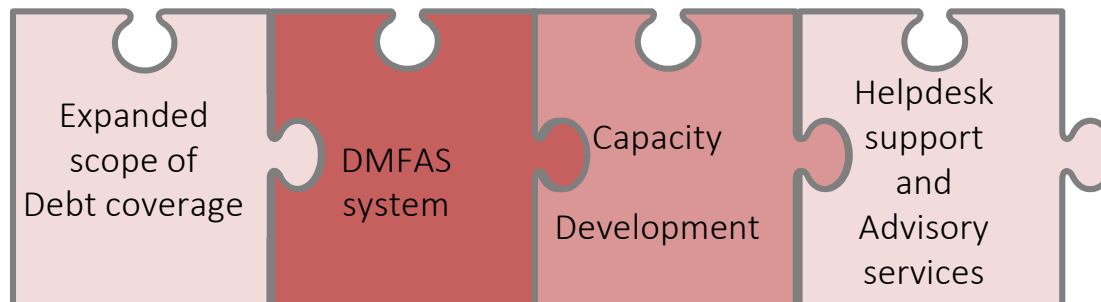 Expanded
scope of
Debt coverage
DMFAS
system
Capacity
Development
Helpdesk
support
and
Advisory
services